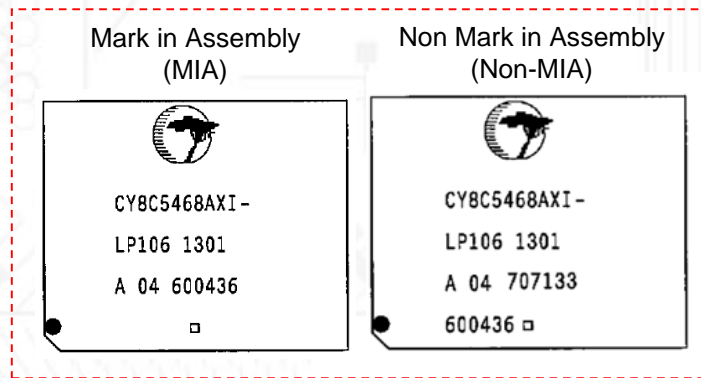 Mark in Assembly
(MIA)
CY8C5468AXI-
LP106 1301
A 04 600436
Non Mark in Assembly
(Non-MIA)
CY8C5468AXI-
LP106 1301
A 04 707133
600436